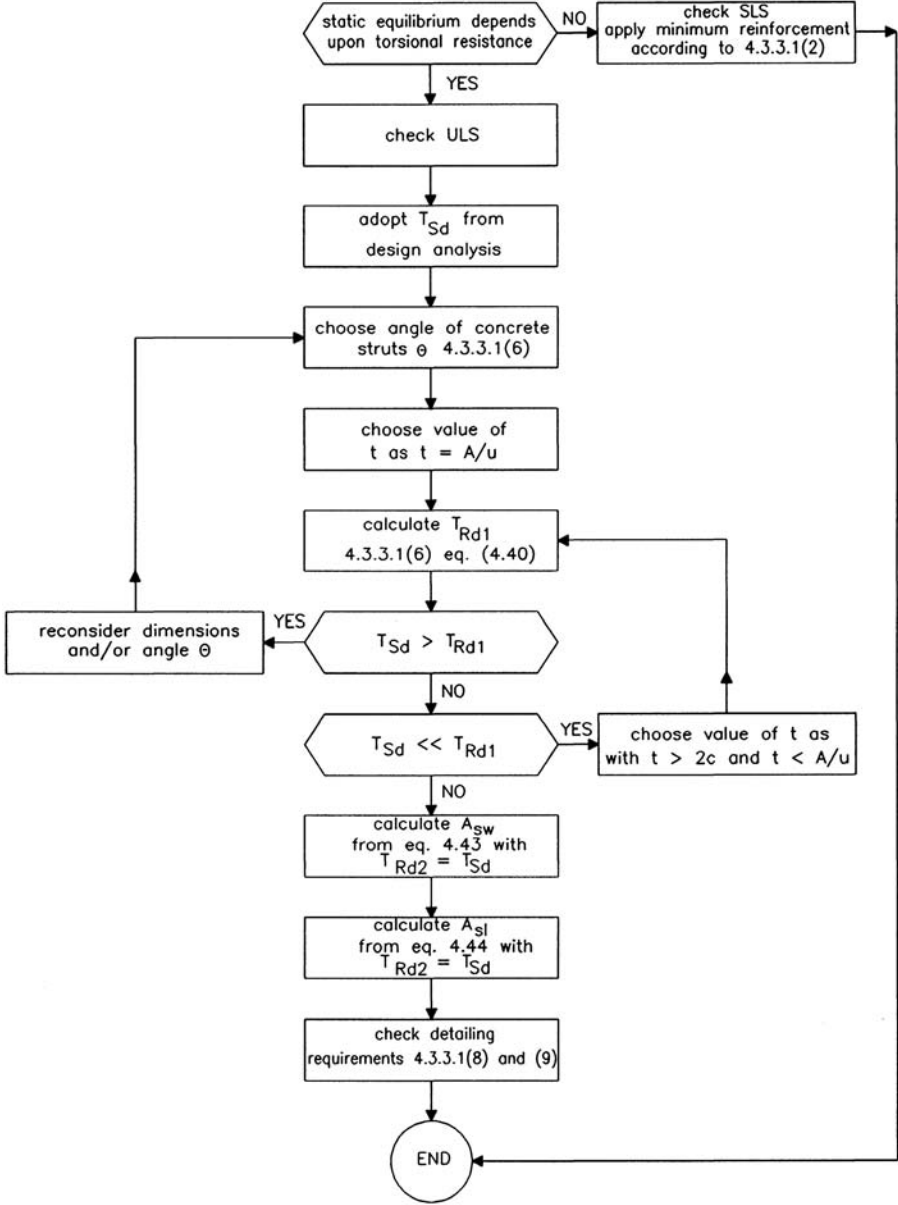 static equilibrium depends
upon torsional resistance
NO
check SLS
apply minimum reinforcement
according to 4.3.3.1(2)
YES
check ULS
adopt T_Sd from
design analysis
choose angle of concrete
struts Θ 4.3.3.1(6)
choose value of
t as t = A/u
calculate T_Rd1
4.3.3.1(6) eq. (4.40)
reconsider dimensions
and/or angle Θ
YES
T_Sd > T_Rd1
NO
T_Sd << T_Rd1
YES
choose value of t as
with t > 2c and t < A/u
NO
calculate A_sw
from eq. 4.43 with
T_Rd2 = T_Sd
calculate A_sl
from eq. 4.44 with
T_Rd2 = T_Sd
check detailing
requirements 4.3.3.1(8) and (9)
END